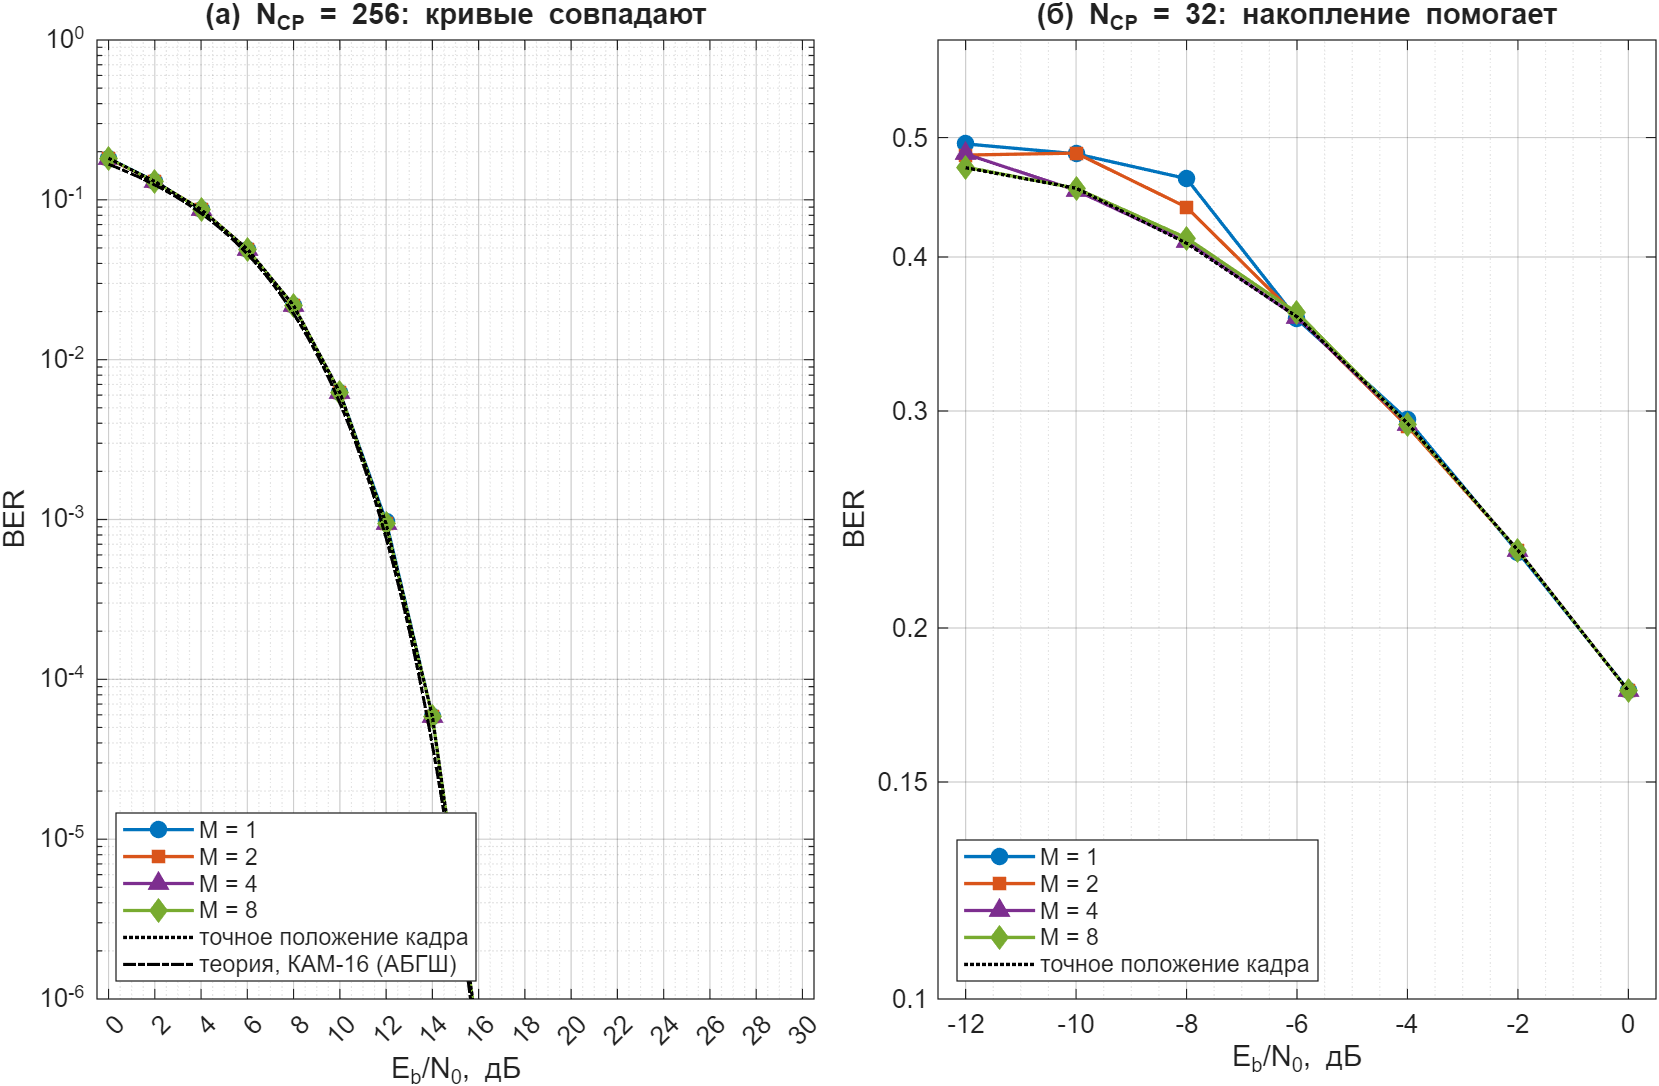 (а) N_CP = 256: кривые совпадают
10^0
10^-1
10^-2
10^-3
10^-4
10^-5
10^-6
BER
M = 1
M = 2
M = 4
M = 8
точное положение кадра
теория, КАМ-16 (АБГШ)
0 2 4 6 8 10 12 14 16 18 20 22 24 26 28 30
E_b/N_0, дБ
(б) N_CP = 32: накопление помогает
0.5
0.4
0.3
0.2
0.15
0.1
BER
M = 1
M = 2
M = 4
M = 8
точное положение кадра
-12 -10 -8 -6 -4 -2 0
E_b/N_0, дБ